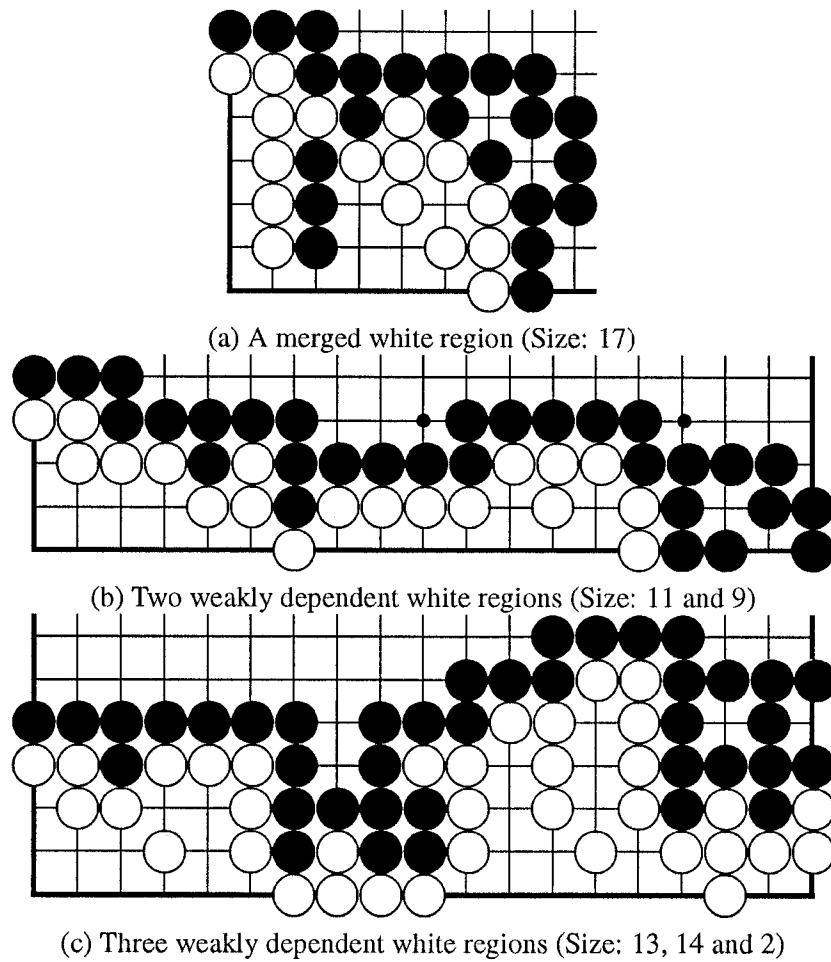 (a) A merged white region (Size: 17)
(b) Two weakly dependent white regions (Size: 11 and 9)
(c) Three weakly dependent white regions (Size: 13, 14 and 2)